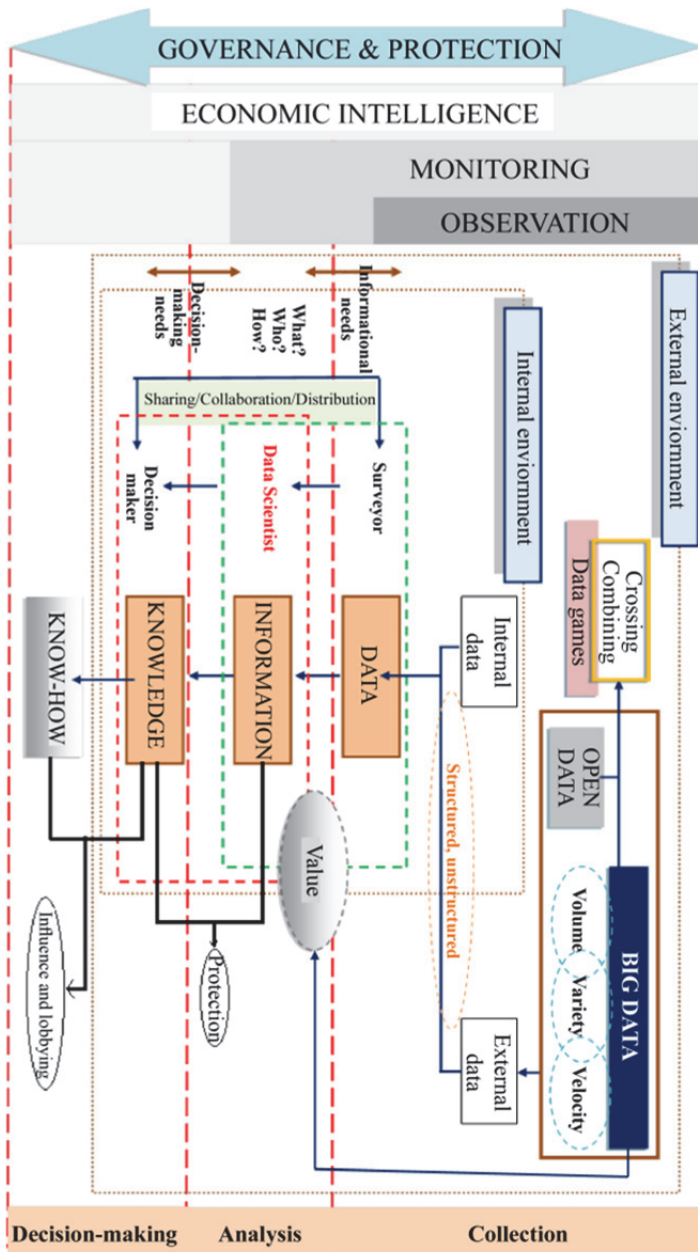 GOVERNANCE & PROTECTION
ECONOMIC INTELLIGENCE
MONITORING
OBSERVATION
External enviornment
Internal enviornment
Informational
needs
What?
Who?
How?
Decision-
making
needs
Sharing/Collaboration/Distribution
Surveyor
Data Scientist
Decision
maker
Crossing
Combining
Data games
OPEN
DATA
BIG DATA
Volume
Variety
Velocity
Internal
data
External
data
Structured, unstructured
DATA
INFORMATION
KNOWLEDGE
KNOW-HOW
Value
Protection
Influence and lobbying
Decision-making
Analysis
Collection